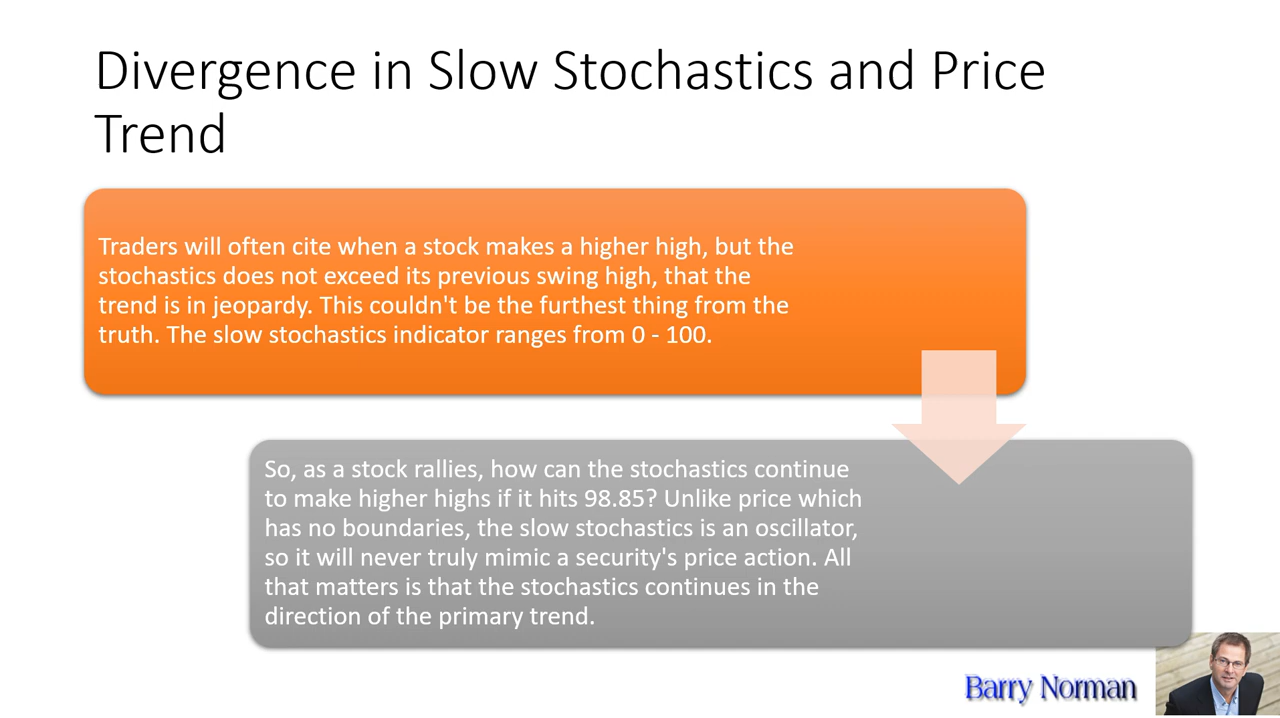 Divergence in Slow Stochastics and Price
Trend
Traders will often cite when a stock makes a higher high, but the
stochastics does not exceed its previous swing high, that the
trend is in jeopardy. This couldn't be the furthest thing from the
truth. The slow stochastics indicator ranges from 0 - 100.
So, as a stock rallies, how can the stochastics continue
to make higher highs if it hits 98.85? Unlike price which
has no boundaries, the slow stochastics is an oscillator,
so it will never truly mimic a security's price action. All
that matters is that the stochastics continues in the
direction of the primary trend.
Barry Norman